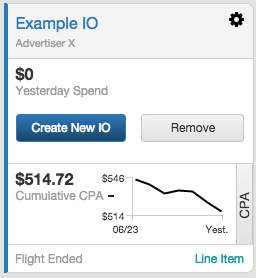 Example IO
Advertiser X
$0
Yesterday Spend
Create New IO
Remove
$514.72
Cumulative CPA –
$546
$514
06/23
Yest.
CPA
Flight Ended
Line Item